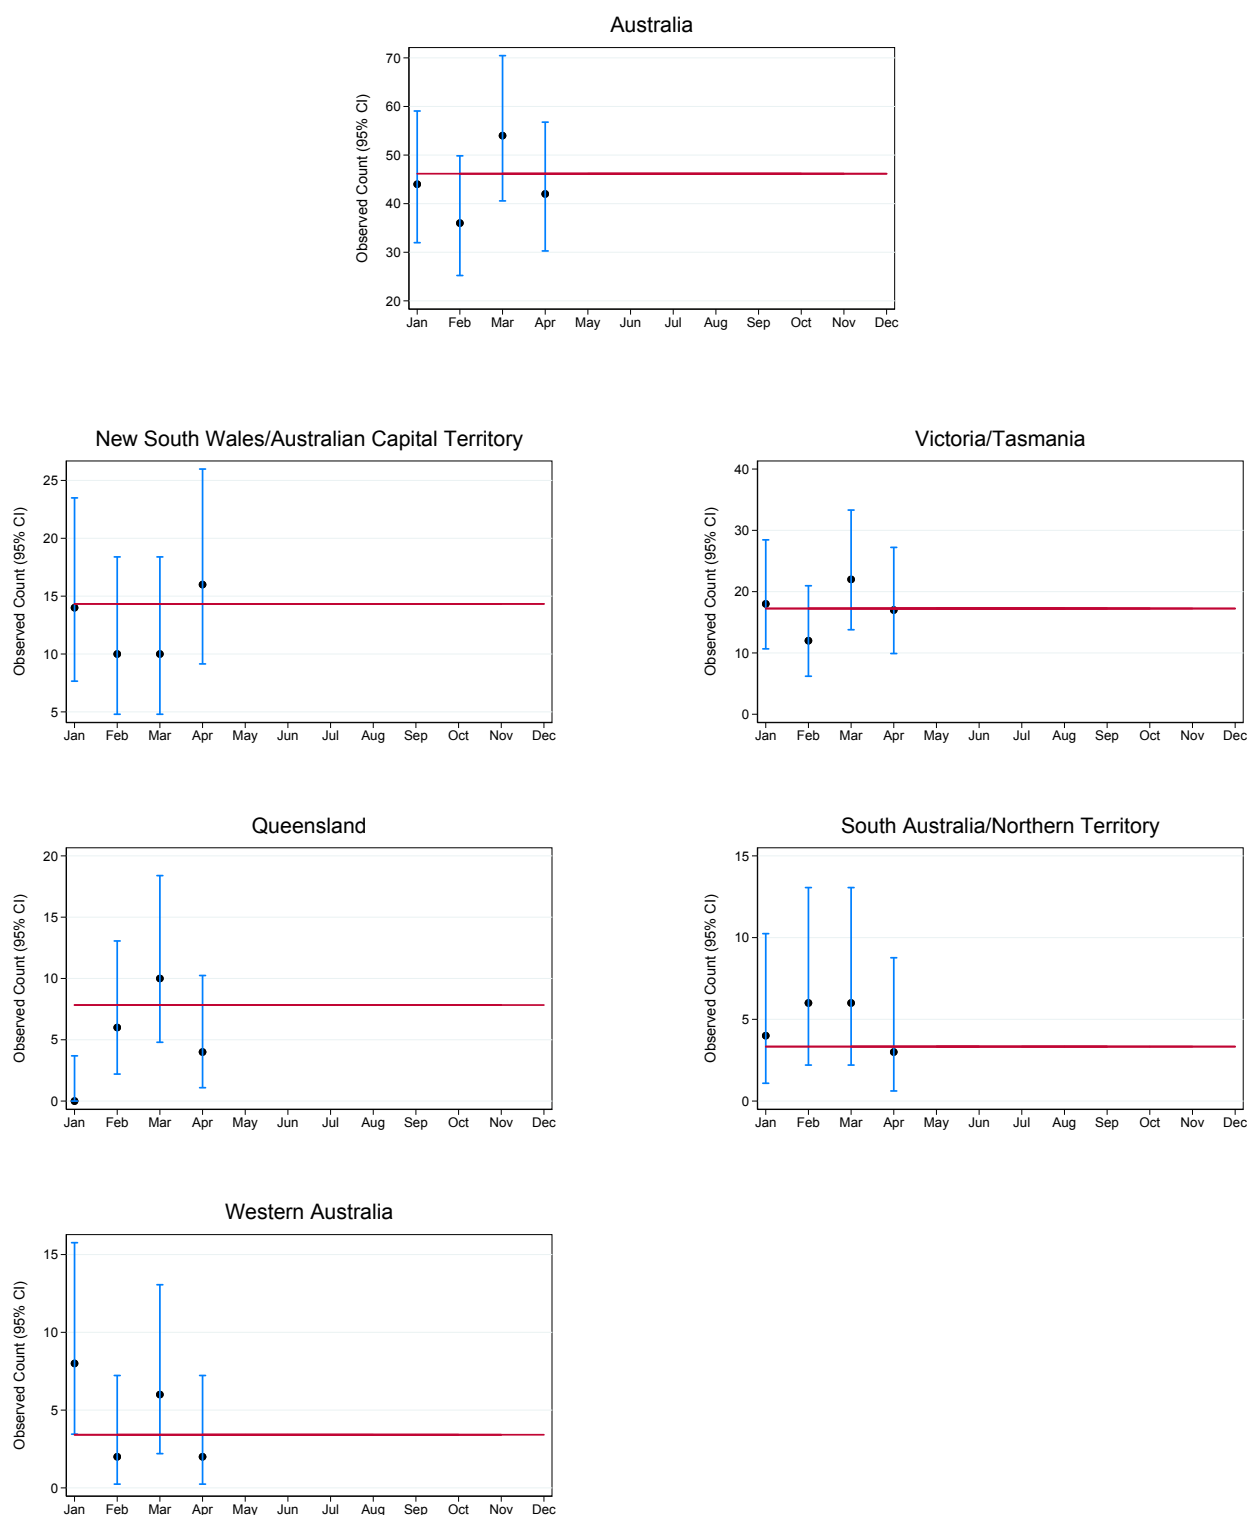 Australia
Observed Count (95% CI)
70
60
50
40
30
20
Jan Feb Mar Apr May Jun Jul Aug Sep Oct Nov Dec
New South Wales/Australian Capital Territory
Observed Count (95% CI)
25
20
15
10
5
Jan Feb Mar Apr May Jun Jul Aug Sep Oct Nov Dec
Victoria/Tasmania
Observed Count (95% CI)
40
30
20
10
0
Jan Feb Mar Apr May Jun Jul Aug Sep Oct Nov Dec
Queensland
Observed Count (95% CI)
20
15
10
5
0
Jan Feb Mar Apr May Jun Jul Aug Sep Oct Nov Dec
South Australia/Northern Territory
Observed Count (95% CI)
15
10
5
0
Jan Feb Mar Apr May Jun Jul Aug Sep Oct Nov Dec
Western Australia
Observed Count (95% CI)
15
10
5
0
Jan Feb Mar Apr May Jun Jul Aug Sep Oct Nov Dec